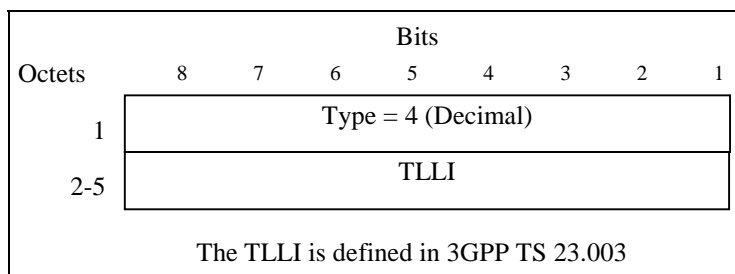 Bits
Octets 8 7 6 5 4 3 2 1
1 Type = 4 (Decimal)
2-5 TLLI
The TLLI is defined in 3GPP TS 23.003